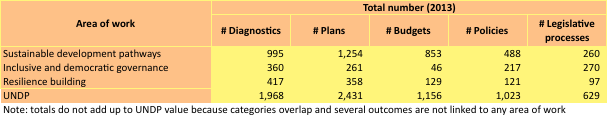 Area of work
Total number (2013)
# Diagnostics # Plans # Budgets # Policies # Legislative processes
Sustainable development pathways 995 1,254 853 488 260
Inclusive and democratic governance 360 261 46 217 270
Resilience building 417 358 129 121 97
UNDP 1,968 2,431 1,156 1,023 629
Note: totals do not add up to UNDP value because categories overlap and several outcomes are not linked to any area of work